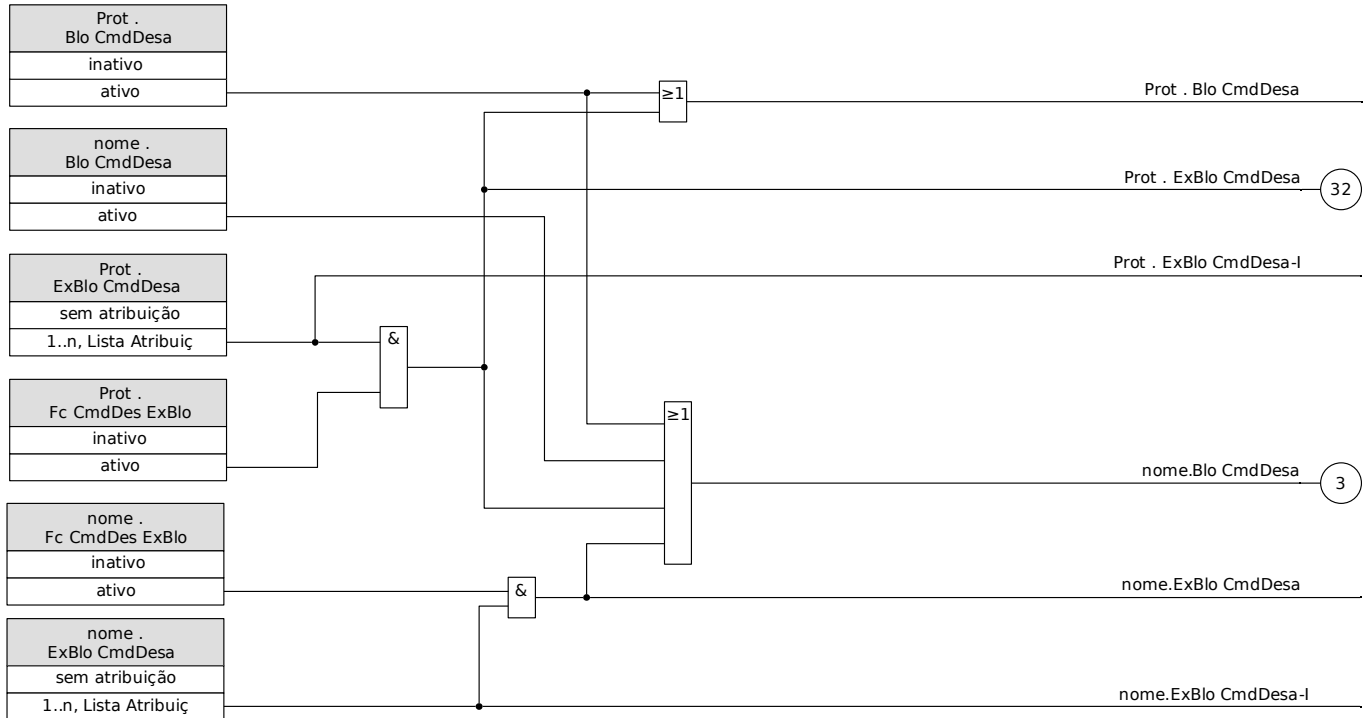 Prot .
Blo CmdDesa
inativo
ativo
≥1
Prot . Blo CmdDesa
nome .
Blo CmdDesa
inativo
ativo
Prot . ExBlo CmdDesa
32
Prot .
ExBlo CmdDesa
sem atribuição
1..n, Lista Atribuiç
Prot . ExBlo CmdDesa-I
&
Prot .
Fc CmdDes ExBlo
inativo
ativo
≥1
nome.Blo CmdDesa
3
nome .
Fc CmdDes ExBlo
inativo
ativo
&
nome.ExBlo CmdDesa
nome .
ExBlo CmdDesa
sem atribuição
1..n, Lista Atribuiç
nome.ExBlo CmdDesa-I